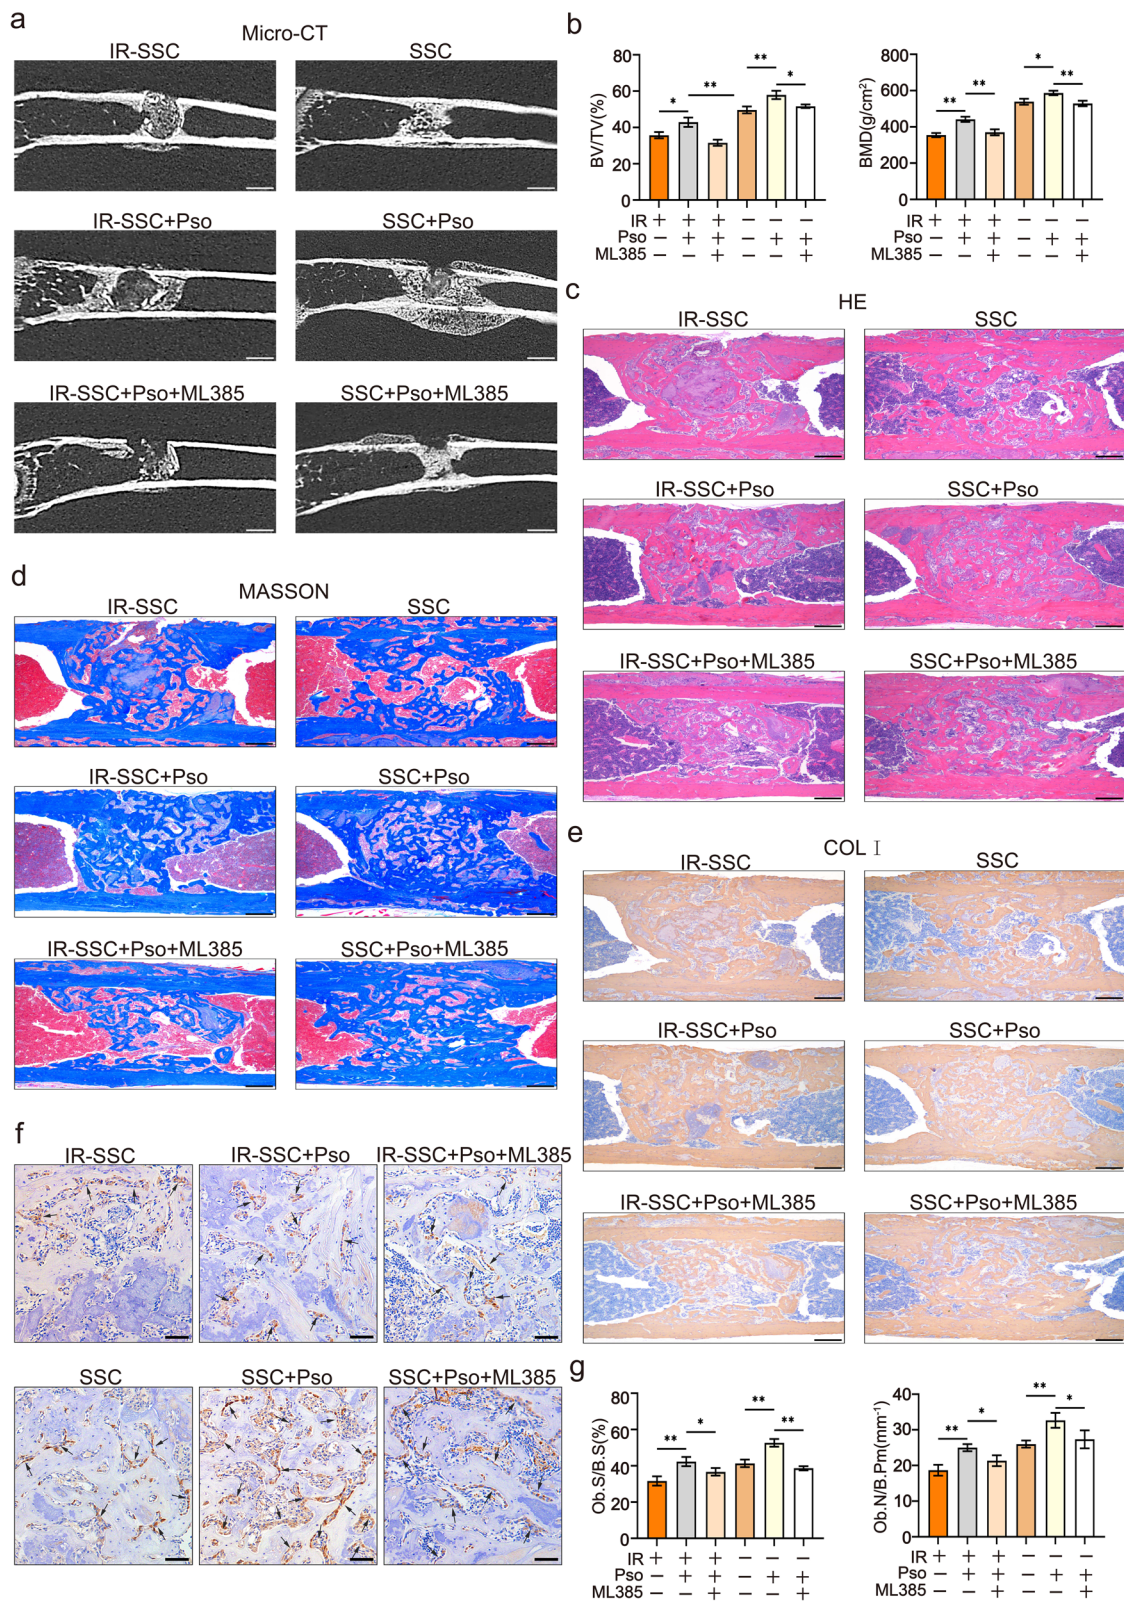 a
Micro-CT
IR-SSC
SSC
IR-SSC+Pso
SSC+Pso
IR-SSC+Pso+ML385
SSC+Pso+ML385
b
80
60
40
20
0
BV/TV(%)
*
**
**
*
IR + + + − − −
Pso − + + − + +
ML385 − − + − − +
800
600
400
200
0
BMD(g/cm²)
**
**
*
**
IR + + + − − −
Pso − + + − + +
ML385 − − + − − +
c
HE
IR-SSC
SSC
IR-SSC+Pso
SSC+Pso
IR-SSC+Pso+ML385
SSC+Pso+ML385
d
MASSON
IR-SSC
SSC
IR-SSC+Pso
SSC+Pso
IR-SSC+Pso+ML385
SSC+Pso+ML385
e
COL Ⅰ
IR-SSC
SSC
IR-SSC+Pso
SSC+Pso
IR-SSC+Pso+ML385
SSC+Pso+ML385
f
IR-SSC
IR-SSC+Pso
IR-SSC+Pso+ML385
SSC
SSC+Pso
SSC+Pso+ML385
g
80
60
40
20
0
Ob.S/B.S(%)
**
*
**
**
IR + + + − − −
Pso − + + − + +
ML385 − − + − − +
40
30
20
10
0
Ob.N/B.Pm(mm⁻¹)
**
*
**
*
IR + + + − − −
Pso − + + − + +
ML385 − − + − − +